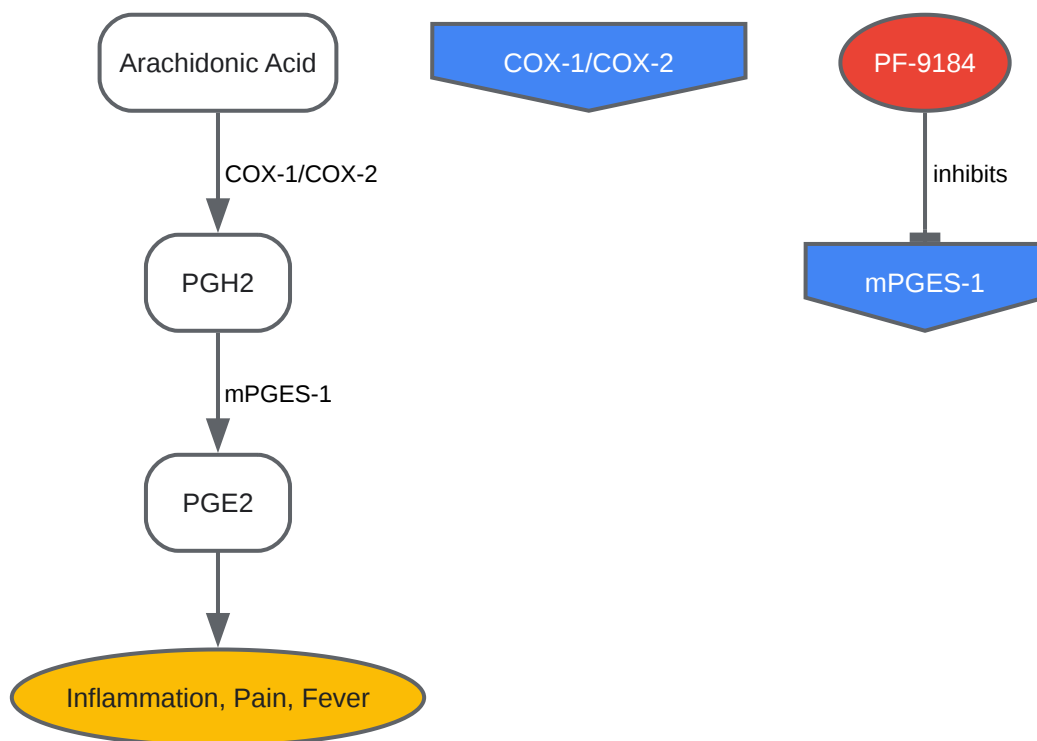 Arachidonic Acid
COX-1/COX-2
PF-9184
COX-1/COX-2
inhibits
PGH2
mPGES-1
mPGES-1
PGE2
Inflammation, Pain, Fever